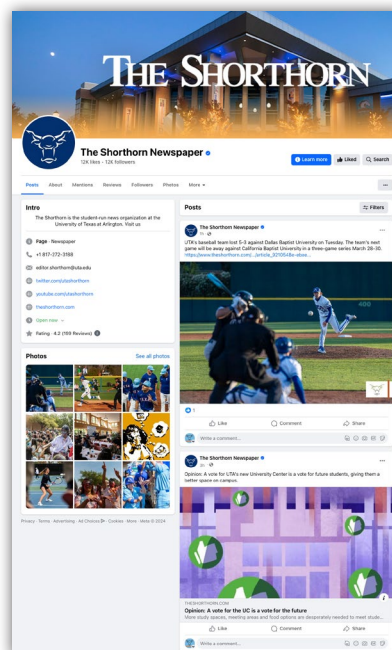 THE SHORTHORN
The Shorthorn Newspaper
12K likes • 12K followers
Learn more
Liked
Search
Posts
About
Mentions
Reviews
Followers
Photos
More
Intro
The Shorthorn is the student-run news organization at the
University of Texas at Arlington. Visit us
Page · Newspaper
+1 817-272-3188
editor.shorthorn@uta.edu
twitter.com/utashorthorn
youtube.com/utashorthorn
theshorthorn.com
Open now
Rating · 4.2 (193 Reviews)
Photos
See all photos
Privacy · Terms · Advertising · Ad Choices · Cookies · More · Meta © 2024
Posts
Filters
The Shorthorn Newspaper
1h
UTA's baseball team lost 5-3 against Dallas Baptist University on Tuesday. The team's next
game will be away against California Baptist University in a three-game series March 28-30.
1
Like
Comment
Share
Write a comment...
The Shorthorn Newspaper
Opinion: A vote for UTA's new University Center is a vote for future students, giving them a
better space on campus.
THESHORTHORN.COM
Opinion: A vote for the UC is a vote for the future
More study spaces, meeting areas and food options are desperately needed to meet stude...
Like
Comment
Share
Write a comment...